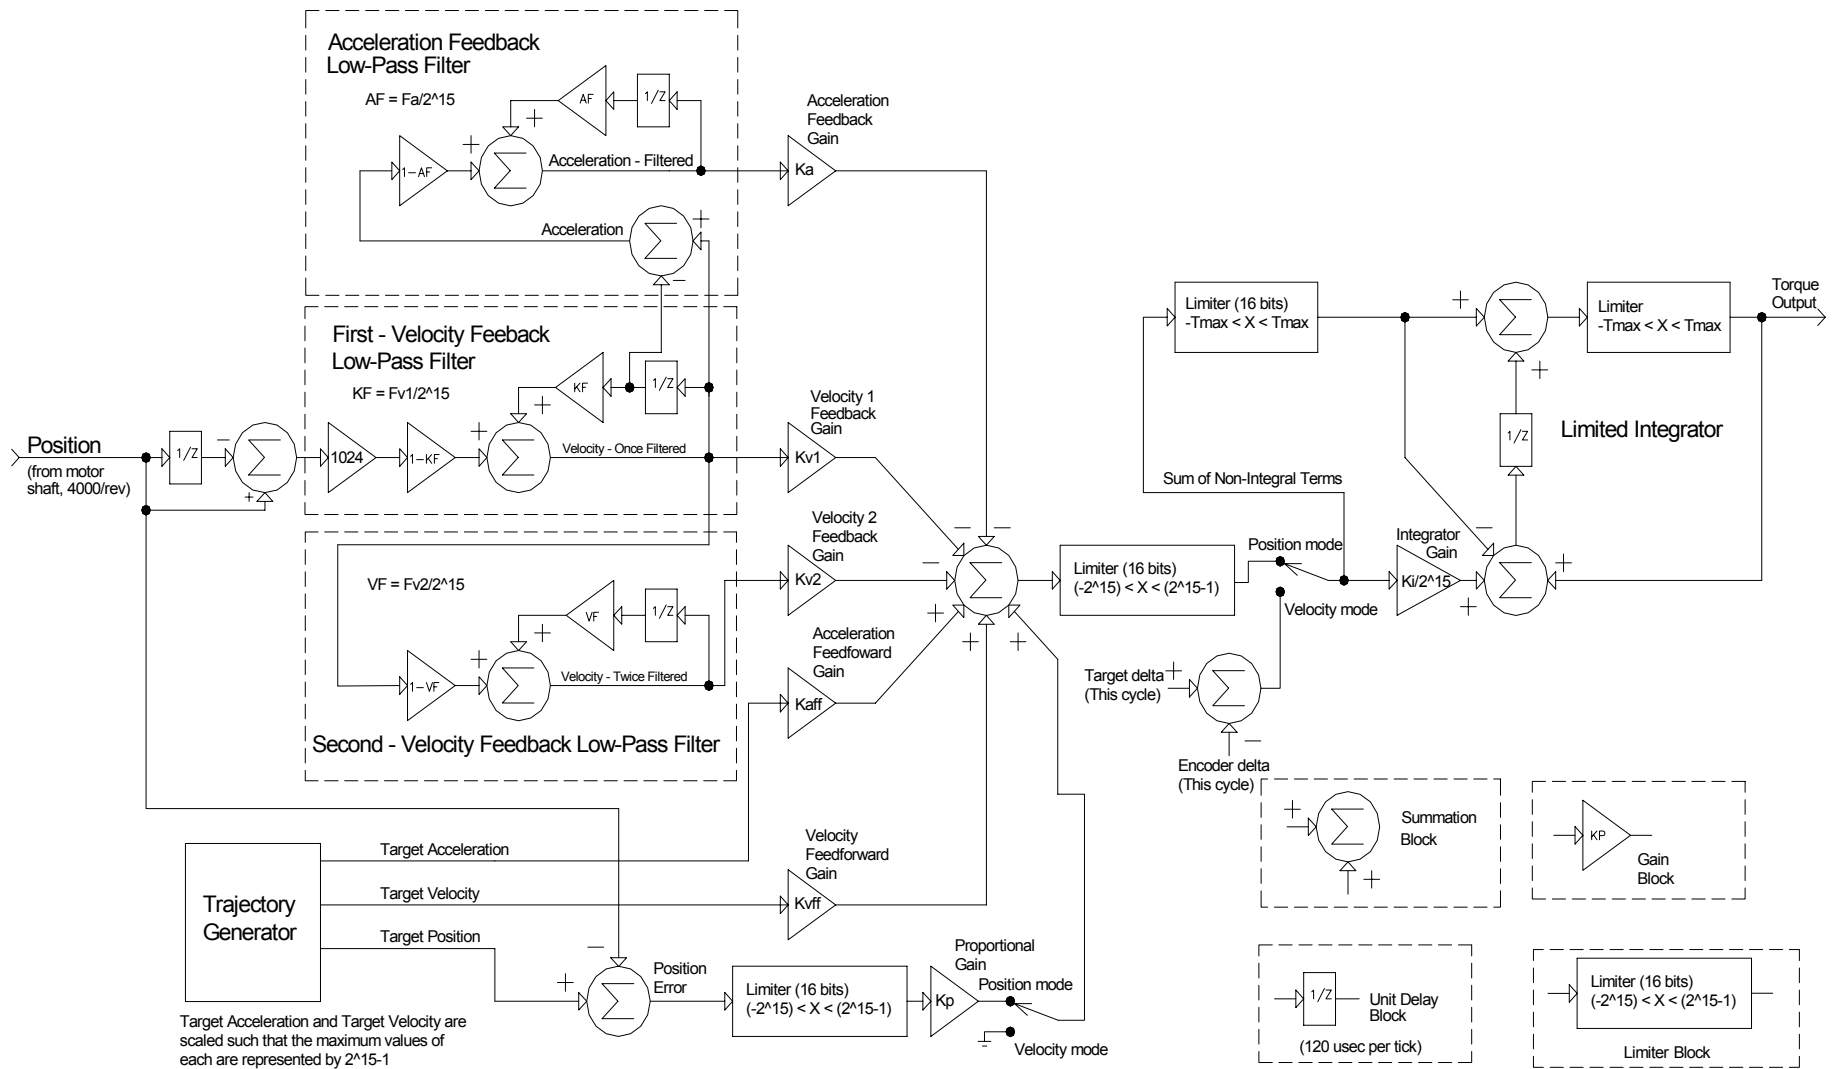 Acceleration Feedback
Low-Pass Filter
AF = Fa/2^15
AF
1/Z
+
+
1-AF
Σ
Acceleration - Filtered
Acceleration
Feedback
Gain
Ka
Acceleration
Σ
+
−
First - Velocity Feeback
Low-Pass Filter
KF = Fv1/2^15
KF
1/Z
+
+
Position
(from motor
shaft, 4000/rev)
1/Z
−
+
Σ
1024
1-KF
Σ
Velocity - Once Filtered
Velocity 1
Feedback
Gain
Kv1
VF = Fv2/2^15
VF
1/Z
+
+
1-VF
Σ
Velocity - Twice Filtered
Second - Velocity Feedback Low-Pass Filter
Velocity 2
Feedback
Gain
Kv2
Acceleration
Feedfoward
Gain
Kaff
−
−
−
+
+
+
Σ
Limiter (16 bits)
(-2^15) < X < (2^15-1)
Position mode
Velocity mode
Sum of Non-Integral Terms
Limiter (16 bits)
-Tmax < X < Tmax
+
Σ
+
Limiter
-Tmax < X < Tmax
Torque
Output
1/Z
Limited Integrator
Integrator
Gain
Ki/2^15
−
+
+
Σ
Target delta
(This cycle)
+
Σ
−
Encoder delta
(This cycle)
Trajectory
Generator
Target Acceleration
Target Velocity
Target Position
Velocity
Feedforward
Gain
Kvff
−
+
Σ
Position
Error
Limiter (16 bits)
(-2^15) < X < (2^15-1)
Proportional
Gain
Kp
Position mode
Velocity mode
Target Acceleration and Target Velocity are
scaled such that the maximum values of
each are represented by 2^15-1
+
Σ
+
Summation
Block
KP
Gain
Block
1/Z
Unit Delay
Block
(120 usec per tick)
Limiter (16 bits)
(-2^15) < X < (2^15-1)
Limiter Block